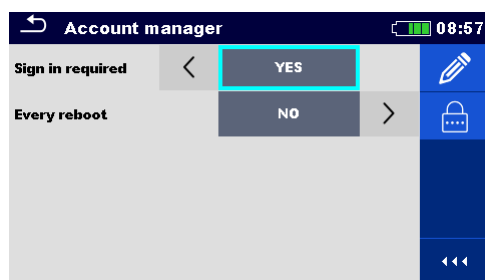 Account manager 08:57
Sign in required YES
Every reboot NO